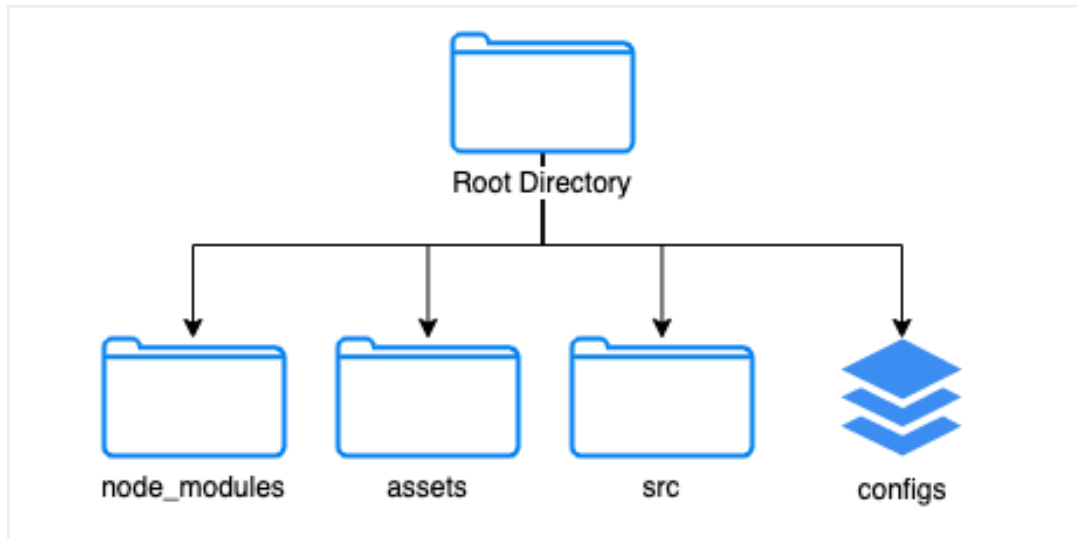 Root Directory
node_modules
assets
src
configs